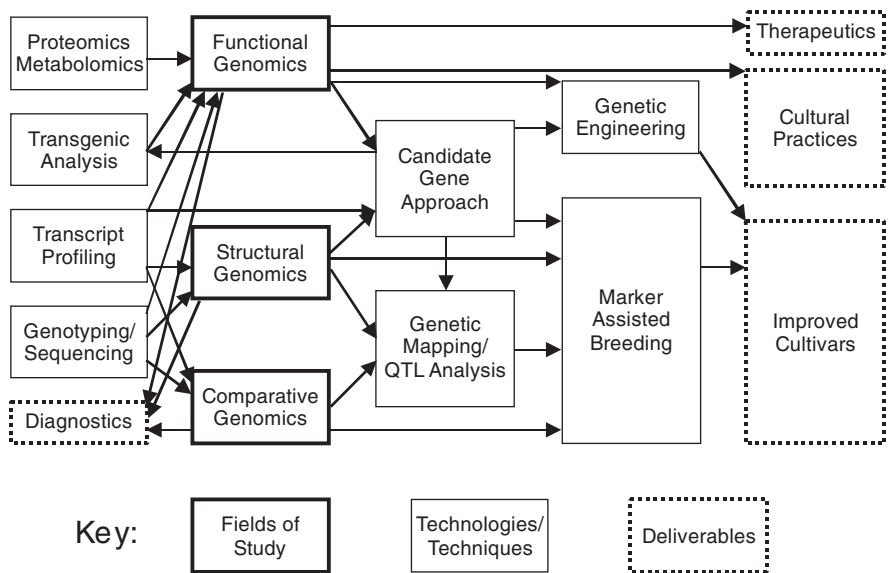 Proteomics
Metabolomics
Functional
Genomics
Therapeutics
Genetic
Engineering
Cultural
Practices
Transgenic
Analysis
Candidate
Gene
Approach
Transcript
Profiling
Structural
Genomics
Marker
Assisted
Breeding
Improved
Cultivars
Genotyping/
Sequencing
Genetic
Mapping/
QTL Analysis
Diagnostics
Comparative
Genomics
Key:
Fields of
Study
Technologies/
Techniques
Deliverables